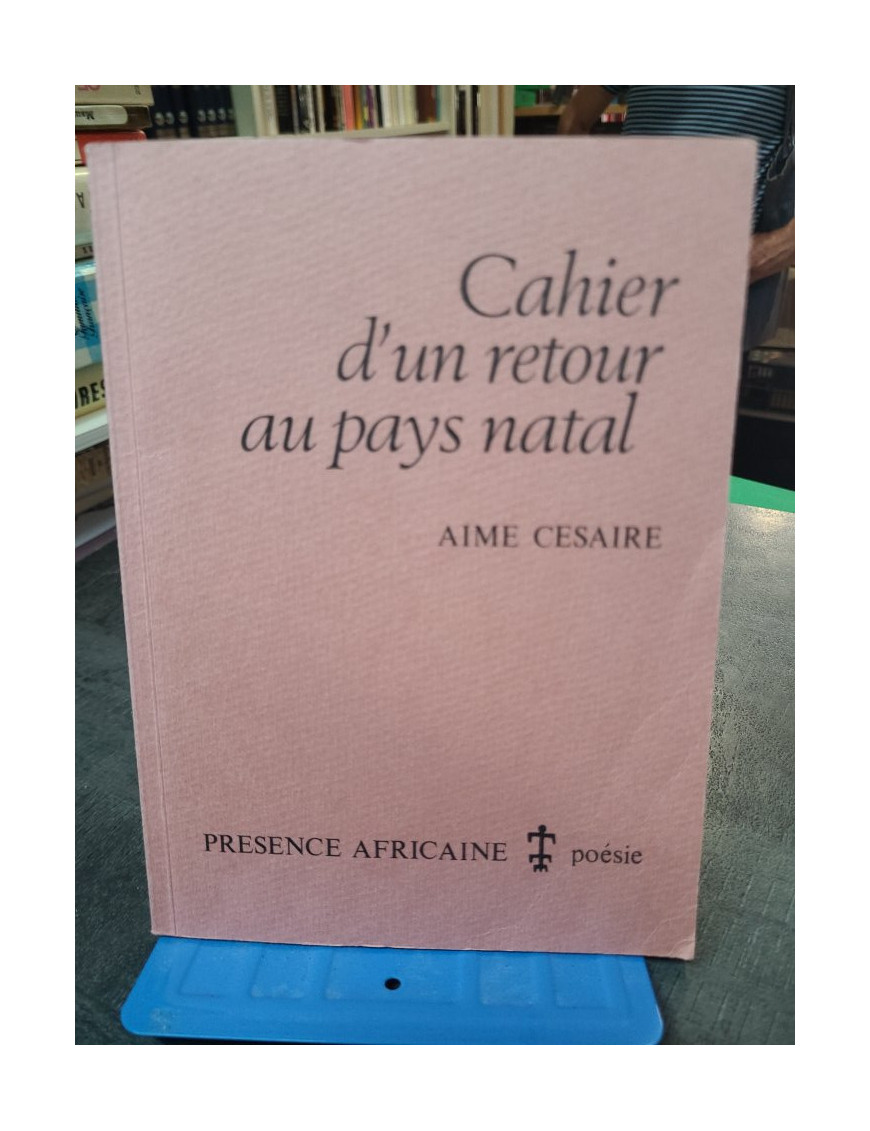 Cahier
d'un retour
au pays natal
AIME CESAIRE
PRESENCE AFRICAINE poésie